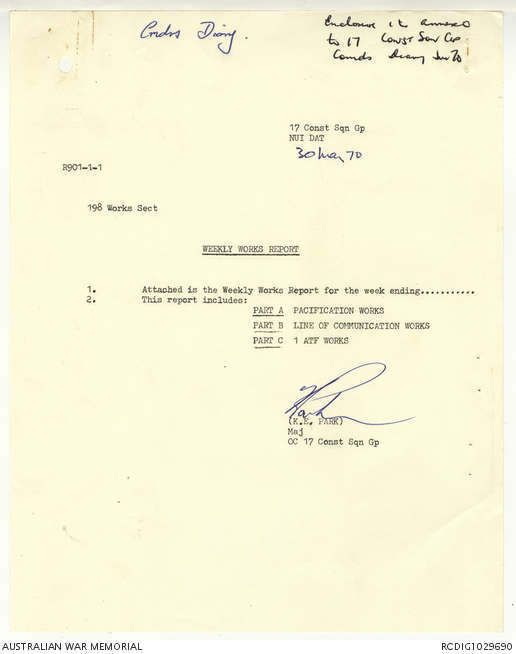 Cmdrs Diary.
Enclosure 1 to annex D
to 17 Const Sqn Gp
Comds Diary Jun 70
17 Const Sqn Gp
NUI DAT
30 May 70
R901-1-1
198 Works Sect
WEEKLY WORKS REPORT
1. Attached is the Weekly Works Report for the week ending...........
2. This report includes:
PART A PACIFICATION WORKS
PART B LINE OF COMMUNICATION WORKS
PART C 1 ATF WORKS
(K.E. PARK)
Maj
OC 17 Const Sqn Gp
AUSTRALIAN WAR MEMORIAL
RCDIG1029690